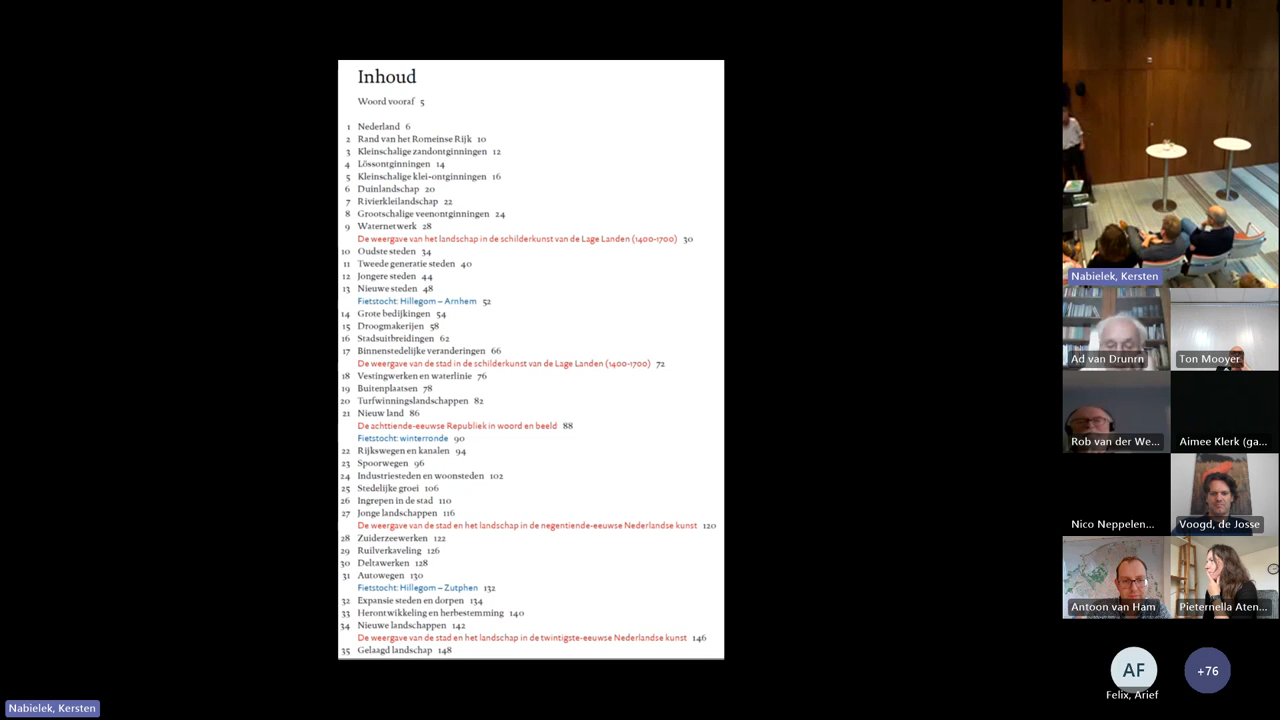 Inhoud
Woord vooraf 5
1 Nederland 6
2 Rand van het Romeinse Rijk 10
3 Kleinschalige zandontginningen 12
4 Lössontginningen 14
5 Kleinschalige klei-ontginningen 16
6 Duinlandschap 20
7 Rivierkleilandschap 22
8 Grootschalige veenontginningen 24
9 Waternetwerk 28
De weergave van het landschap in de schilderkunst van de Lage Landen (1400-1700) 30
10 Oudste steden 34
11 Tweede generatie steden 40
12 Jongere steden 44
13 Nieuwe steden 48
Fietstocht: Hillegom – Arnhem 52
14 Grote bedijkingen 54
15 Droogmakerijen 58
16 Stadsuitbreidingen 62
17 Binnenstedelijke veranderingen 66
De weergave van de stad in de schilderkunst van de Lage Landen (1400-1700) 72
18 Vestingwerken en waterlinie 76
19 Buitenplaatsen 78
20 Turfwinningslandschappen 82
21 Nieuw land 86
De achttiende-eeuwse Republiek in woord en beeld 88
Fietstocht: winterronde 90
22 Rijkswegen en kanalen 94
23 Spoorwegen 96
24 Industriesteden en woonsteden 102
25 Stedelijke groei 106
26 Ingrepen in de stad 110
27 Jonge landschappen 116
De weergave van de stad en het landschap in de negentiende-eeuwse Nederlandse kunst 120
28 Zuiderzeewerken 122
29 Ruilverkaveling 126
30 Deltawerken 128
31 Autowegen 130
Fietstocht: Hillegom – Zutphen 132
32 Expansie steden en dorpen 134
33 Herontwikkeling en herbestemming 140
34 Nieuwe landschappen 142
De weergave van de stad en het landschap in de twintigste-eeuwse Nederlandse kunst 146
35 Gelaagd landschap 148
Nabielek, Kersten
Nabielek, Kersten
Ad van Drunrn
Ton Mooyer
Rob van der We...
Aimee Klerk (ga...
Nico Neppelen...
Voogd, de Josse
Antoon van Ham
Pieternella Aten...
AF
Felix, Arief
+76